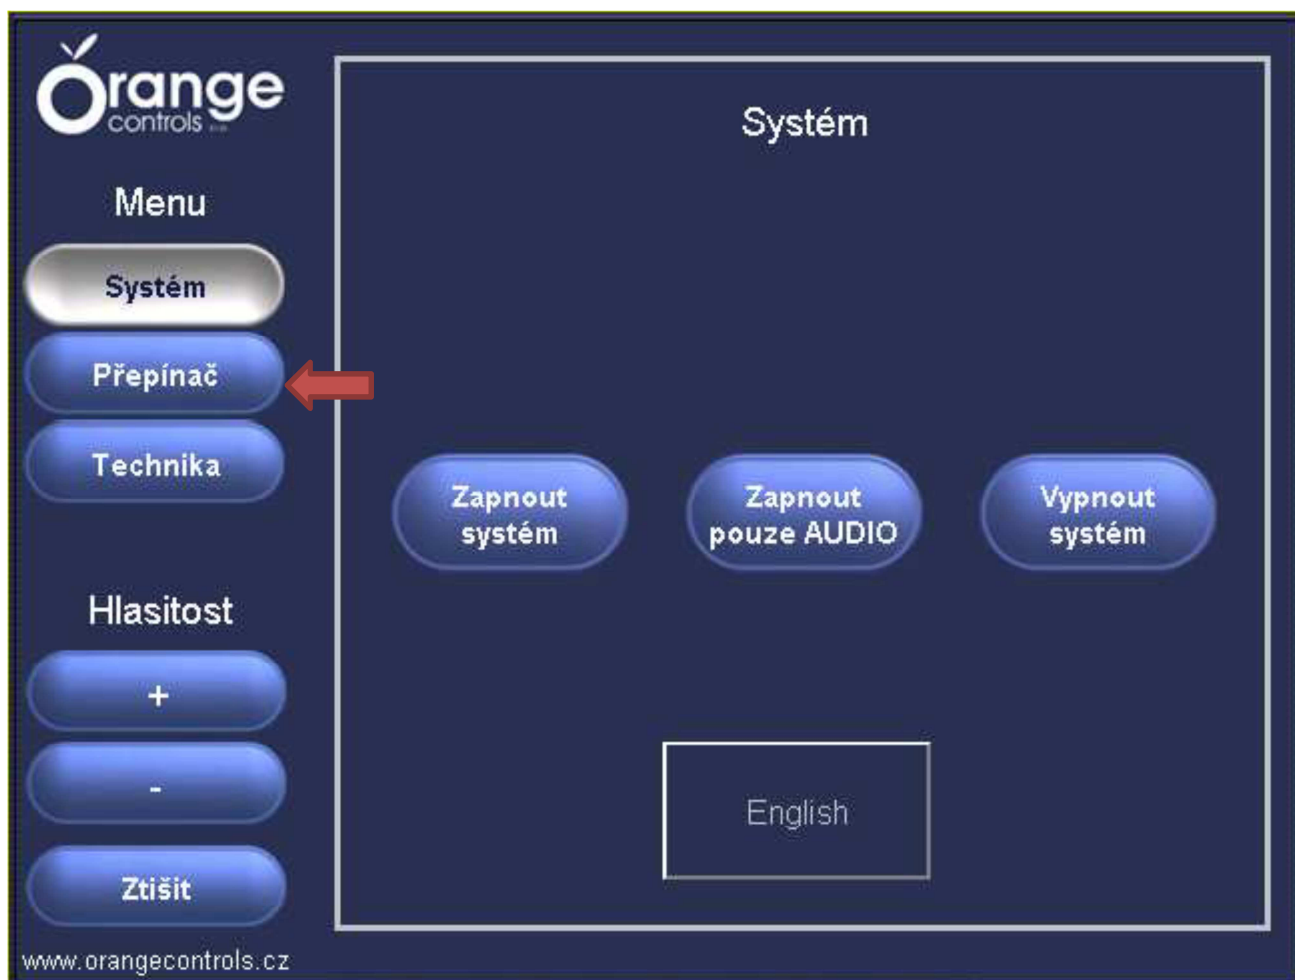 Orange
controls
Menu
Systém
Přepínač
Technika
Hlasitost
+
-
Ztišit
www.orangecontrols.cz
Systém
Zapnout
systém
Zapnout
pouze AUDIO
Vypnout
systém
English